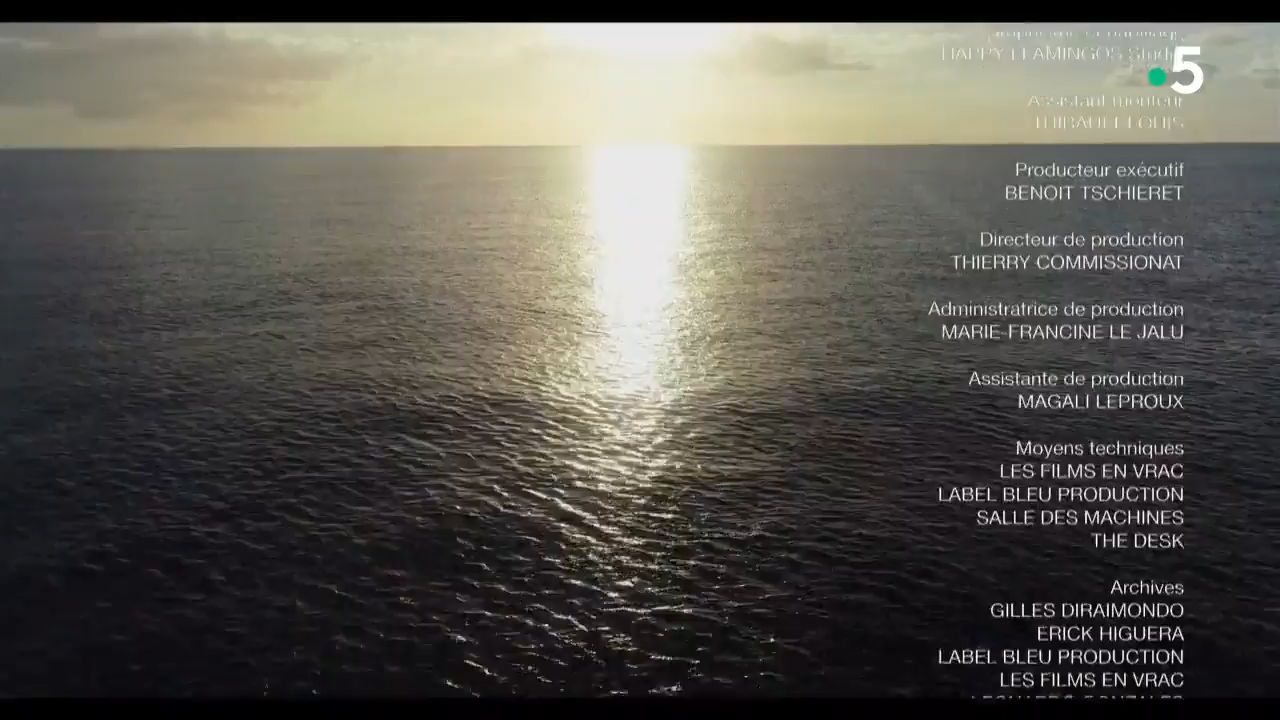 HAPPY FLAMINGOS Studio
5
Assistant monteur
THIBAULT LOUIS
Producteur exécutif
BENOIT TSCHIERET
Directeur de production
THIERRY COMMISSIONAT
Administratrice de production
MARIE-FRANCINE LE JALU
Assistante de production
MAGALI LEPROUX
Moyens techniques
LES FILMS EN VRAC
LABEL BLEU PRODUCTION
SALLE DES MACHINES
THE DESK
Archives
GILLES DIRAIMONDO
ERICK HIGUERA
LABEL BLEU PRODUCTION
LES FILMS EN VRAC